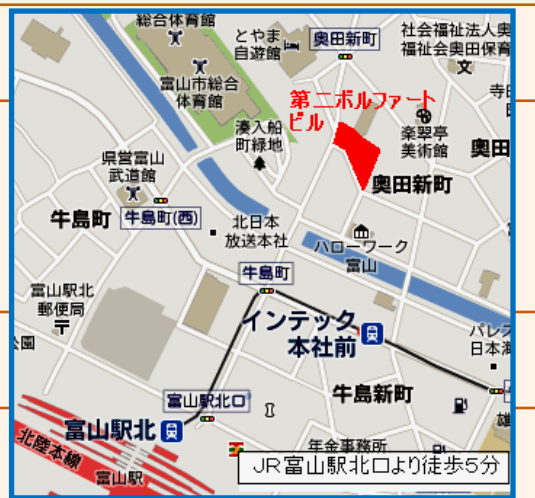 総合体育館
とやま
自遊館
奥田新町
社会福祉法人奥
福祉会奥田保育
富山市総合
体育館
第二ボルファート
ビル
寺田
湊入船
町緑地
楽翠亭
美術館
奥田
県営富山
武道館
奥田新町
牛島町
牛島町(西)
北日本
放送本社
ハローワーク
富山
牛島町
富山駅北
郵便局
インテック
本社前
パレス
日本海
公園
牛島新町
富山駅北口
富山駅北
雄
北陸本線
年金事務所
富山駅
JR富山駅北口より徒歩5分